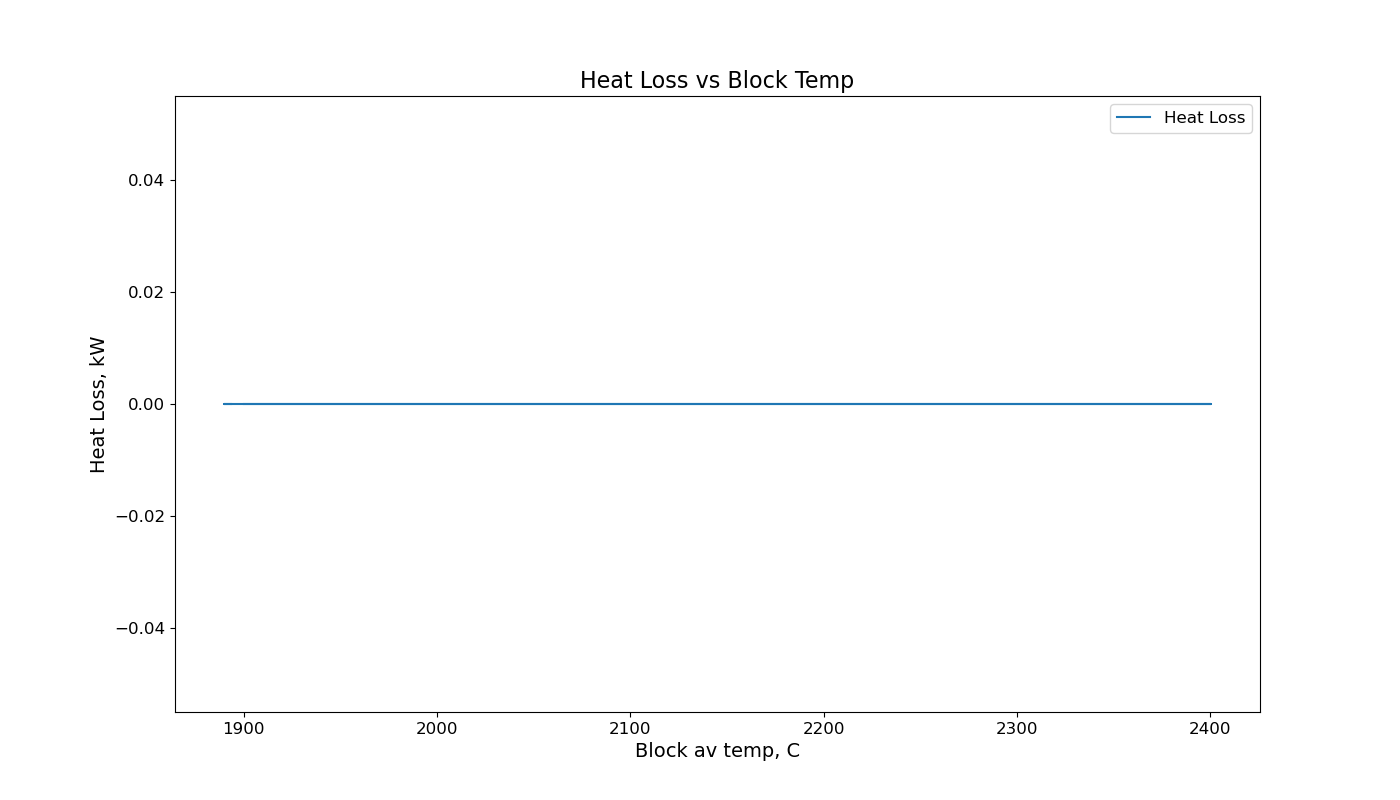 Heat Loss vs Block Temp
Heat Loss
0.04
0.02
0.00
−0.02
−0.04
Heat Loss, kW
1900 2000 2100 2200 2300 2400
Block av temp, C